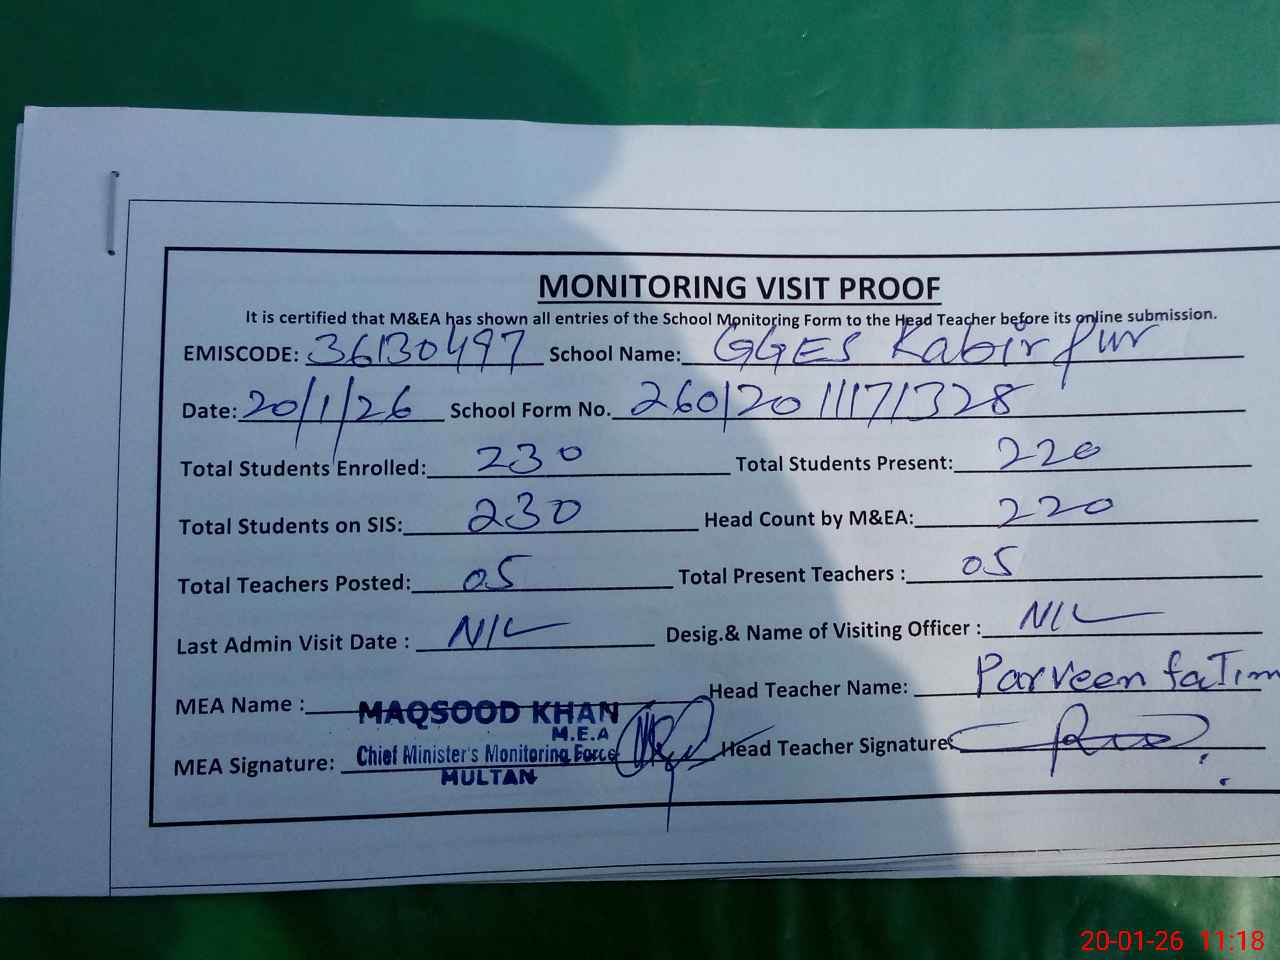 MONITORING VISIT PROOF
It is certified that M&EA has shown all entries of the School Monitoring Form to the Head Teacher before its online submission.
EMISCODE: 36130497 School Name: GGES Kabir Pur
Date: 20/1/26 School Form No. 260120111171328
Total Students Enrolled: 230 Total Students Present: 220
Total Students on SIS: 230 Head Count by M&EA: 220
Total Teachers Posted: 05 Total Present Teachers : 05
Last Admin Visit Date : NIL Desig.& Name of Visiting Officer : NIL
MEA Name : MAQSOOD KHAN Head Teacher Name: Parveen faTim
M.E.A
MEA Signature: Chief Minister's Monitoring Force Head Teacher Signature
MULTAN
20-01-26 11:18